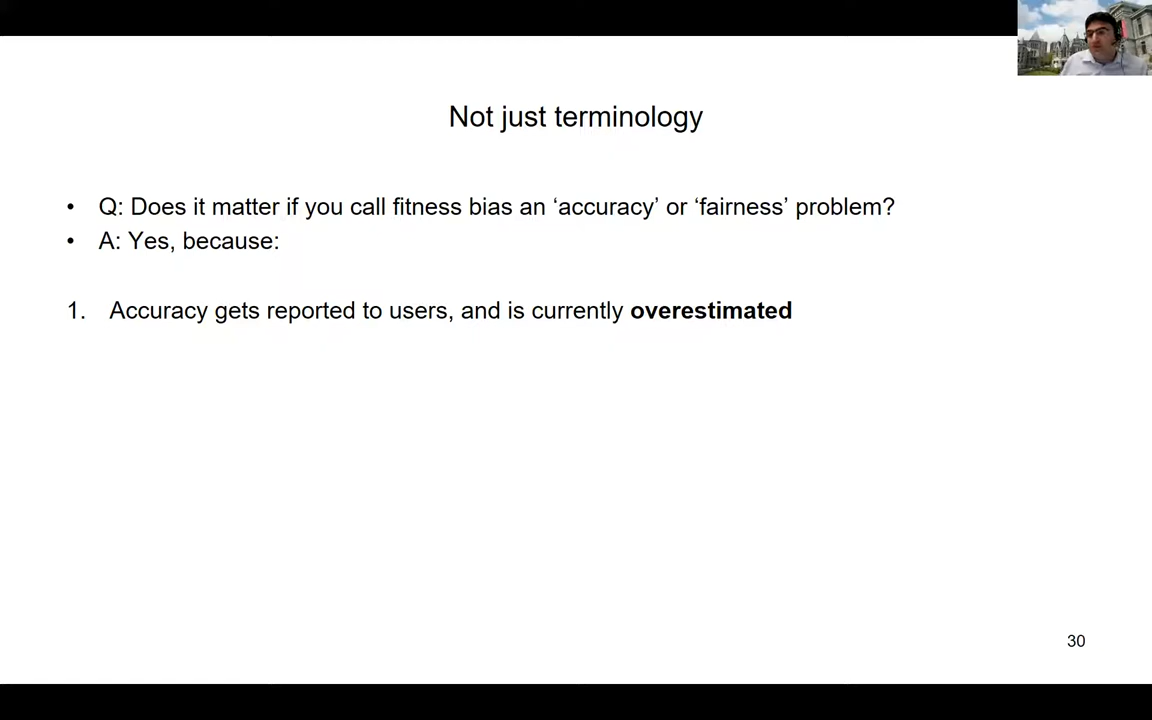 Not just terminology
• Q: Does it matter if you call fitness bias an ‘accuracy’ or ‘fairness’ problem?
• A: Yes, because:
1. Accuracy gets reported to users, and is currently overestimated
30